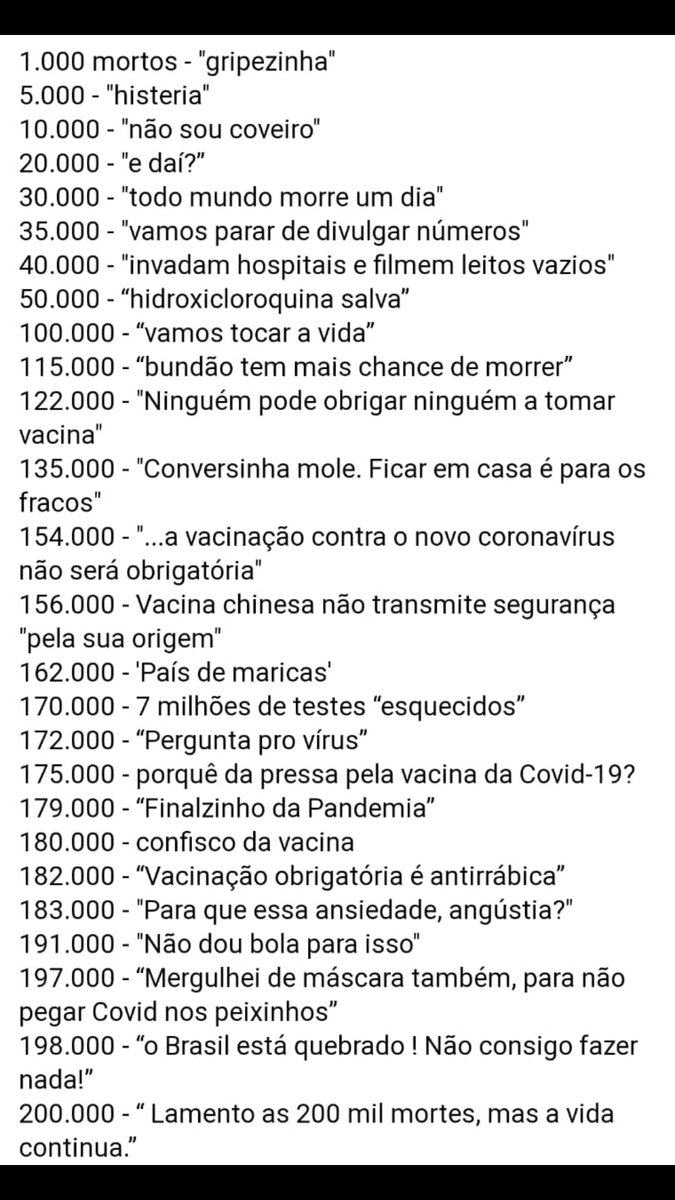 1.000 mortos - "gripezinha"
5.000 - "histeria"
10.000 - "não sou coveiro"
20.000 - "e daí?”
30.000 - "todo mundo morre um dia"
35.000 - "vamos parar de divulgar números"
40.000 - "invadam hospitais e filmem leitos vazios"
50.000 - “hidroxicloroquina salva”
100.000 - “vamos tocar a vida”
115.000 - “bundão tem mais chance de morrer”
122.000 - "Ninguém pode obrigar ninguém a tomar
vacina"
135.000 - "Conversinha mole. Ficar em casa é para os
fracos"
154.000 - "...a vacinação contra o novo coronavírus
não será obrigatória"
156.000 - Vacina chinesa não transmite segurança
"pela sua origem"
162.000 - 'País de maricas'
170.000 - 7 milhões de testes “esquecidos”
172.000 - “Pergunta pro vírus”
175.000 - porquê da pressa pela vacina da Covid-19?
179.000 - “Finalzinho da Pandemia”
180.000 - confisco da vacina
182.000 - “Vacinação obrigatória é antirrábica”
183.000 - "Para que essa ansiedade, angústia?"
191.000 - "Não dou bola para isso"
197.000 - “Mergulhei de máscara também, para não
pegar Covid nos peixinhos”
198.000 - “o Brasil está quebrado ! Não consigo fazer
nada!”
200.000 - “ Lamento as 200 mil mortes, mas a vida
continua.”